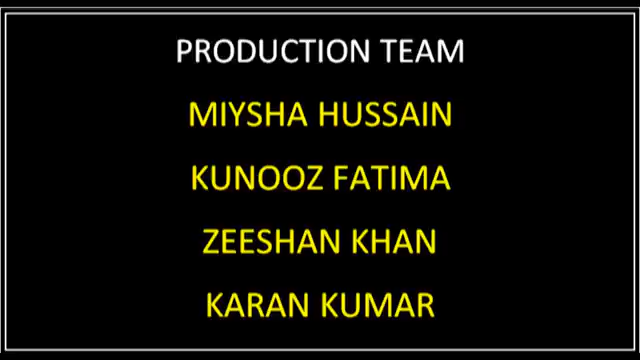 PRODUCTION TEAM
MIYSHA HUSSAIN
KUNOOZ FATIMA
ZEESHAN KHAN
KARAN KUMAR